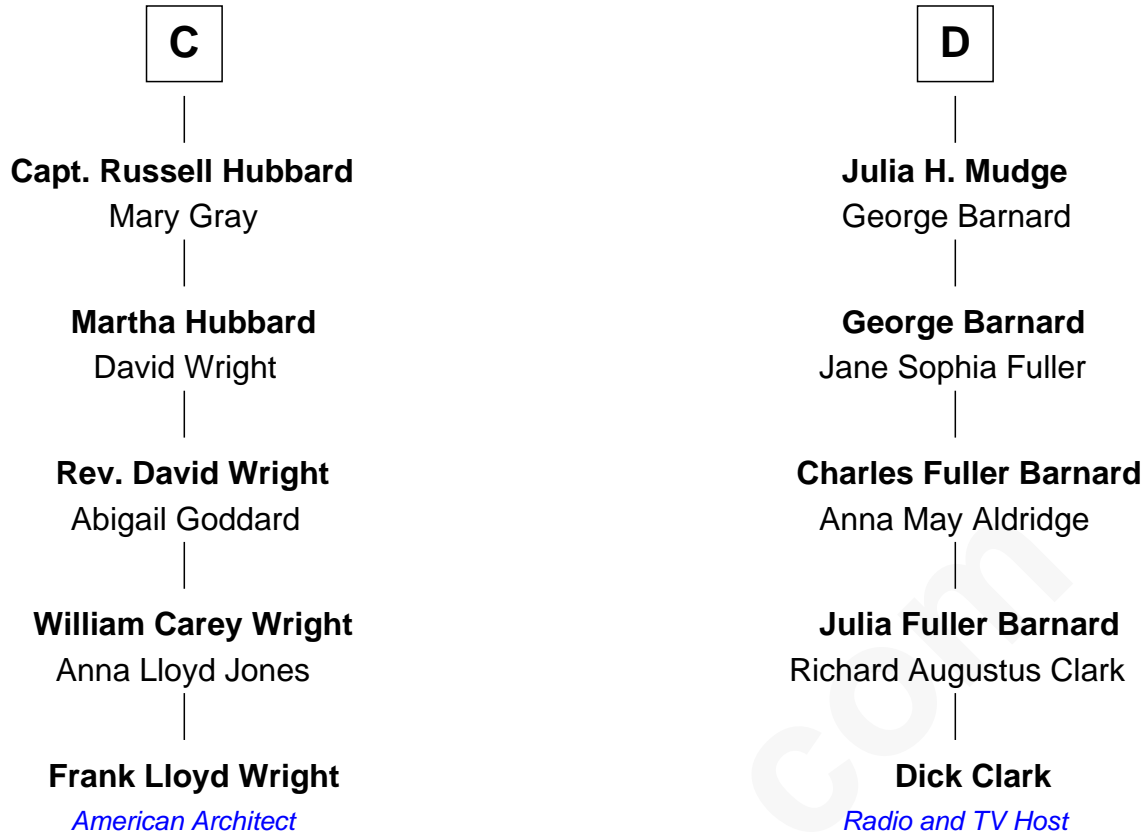 C
Capt. Russell Hubbard
Mary Gray
Martha Hubbard
David Wright
Rev. David Wright
Abigail Goddard
William Carey Wright
Anna Lloyd Jones
Frank Lloyd Wright
American Architect
D
Julia H. Mudge
George Barnard
George Barnard
Jane Sophia Fuller
Charles Fuller Barnard
Anna May Aldridge
Julia Fuller Barnard
Richard Augustus Clark
Dick Clark
Radio and TV Host
com